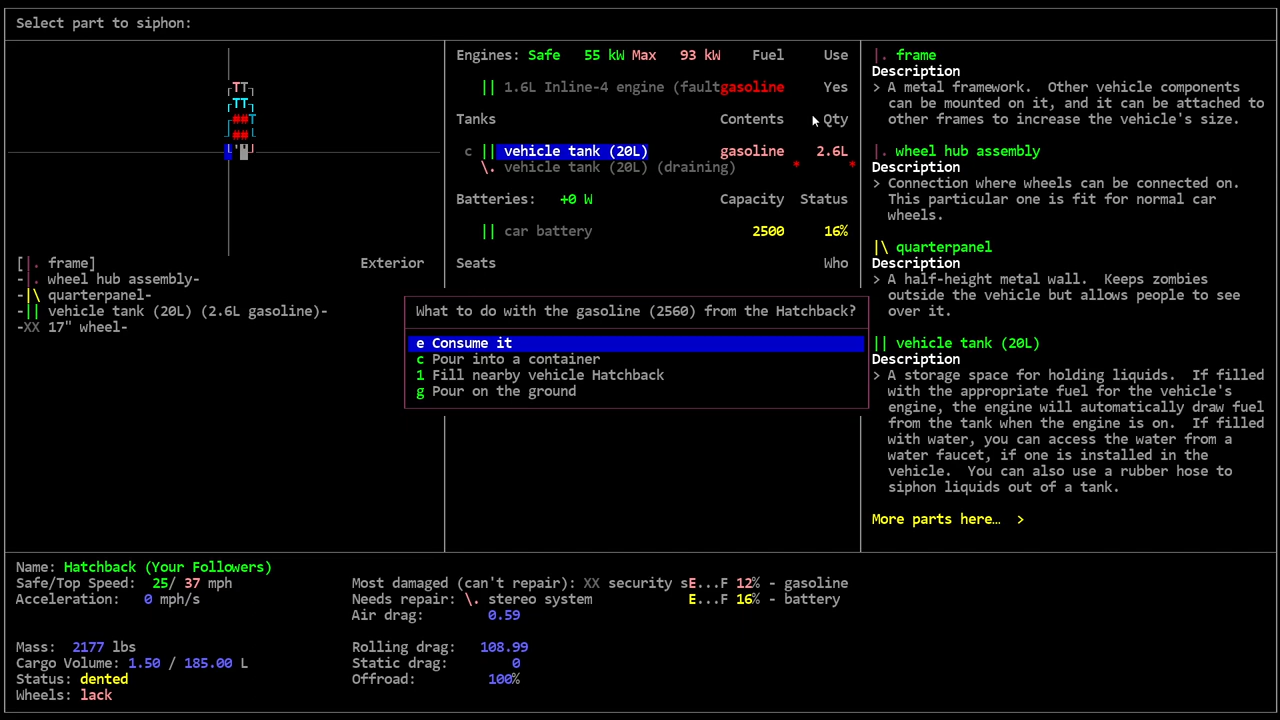 Select part to siphon:
TT
TT
##T
##
[|. frame] Exterior
-|. wheel hub assembly-
-|\ quarterpanel-
-|| vehicle tank (20L) (2.6L gasoline)-
-XX 17" wheel-
Engines: Safe 55 kW Max 93 kW Fuel Use
|| 1.6L Inline-4 engine (faultgasoline Yes
Tanks Contents Qty
c || vehicle tank (20L) gasoline 2.6L
\. vehicle tank (20L) (draining) * *
Batteries: +0 W Capacity Status
|| car battery 2500 16%
Seats Who
What to do with the gasoline (2560) from the Hatchback?
e Consume it
c Pour into a container
1 Fill nearby vehicle Hatchback
g Pour on the ground
|. frame
Description
> A metal framework. Other vehicle components
can be mounted on it, and it can be attached to
other frames to increase the vehicle's size.
|. wheel hub assembly
Description
> Connection where wheels can be connected on.
This particular one is fit for normal car
wheels.
|\ quarterpanel
Description
> A half-height metal wall. Keeps zombies
outside the vehicle but allows people to see
over it.
|| vehicle tank (20L)
Description
> A storage space for holding liquids. If filled
with the appropriate fuel for the vehicle's
engine, the engine will automatically draw fuel
from the tank when the engine is on. If filled
with water, you can access the water from a
water faucet, if one is installed in the
vehicle. You can also use a rubber hose to
siphon liquids out of a tank.
More parts here… >
Name: Hatchback (Your Followers)
Safe/Top Speed: 25/ 37 mph
Acceleration: 0 mph/s
Mass: 2177 lbs
Cargo Volume: 1.50 / 185.00 L
Status: dented
Wheels: lack
Most damaged (can't repair): XX security sE...F 12% - gasoline
Needs repair: \. stereo system E...F 16% - battery
Air drag: 0.59
Rolling drag: 108.99
Static drag: 0
Offroad: 100%